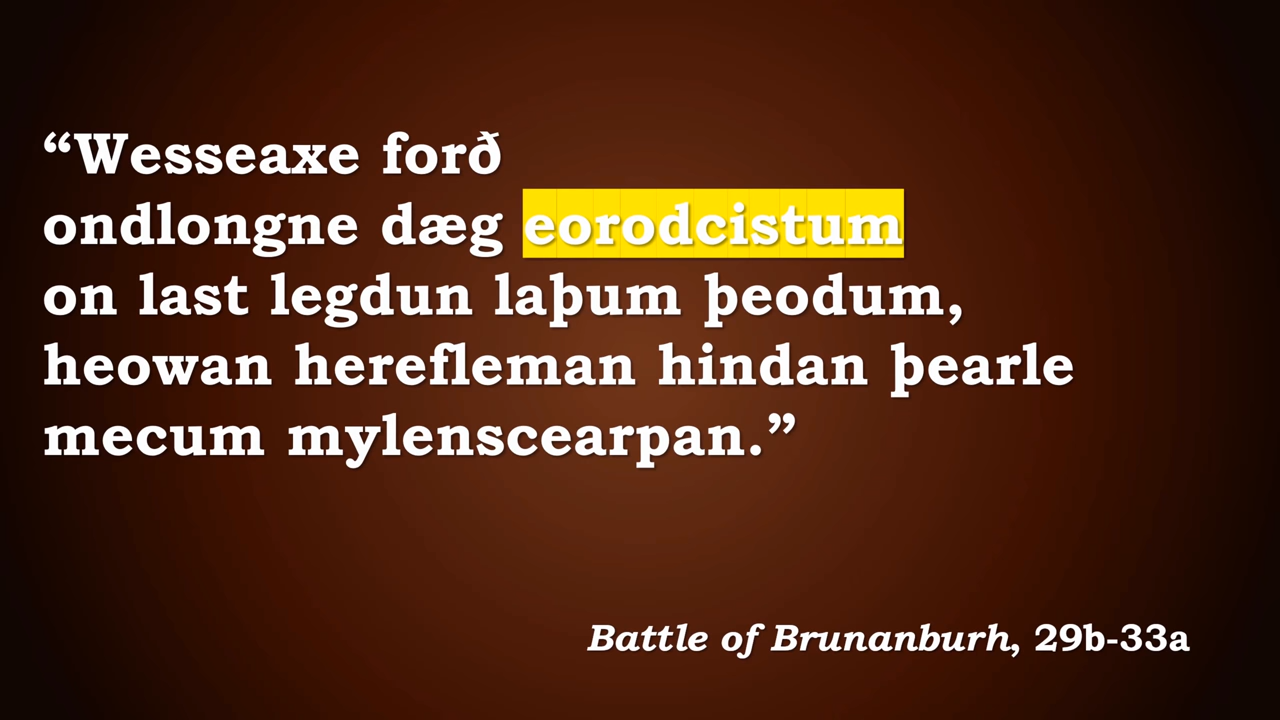 “Wesseaxe forð
ondlongne dæg eorodcistum
on last legdun laþum þeodum,
heowan herefleman hindan þearle
mecum mylenscearpan.”
Battle of Brunanburh, 29b-33a